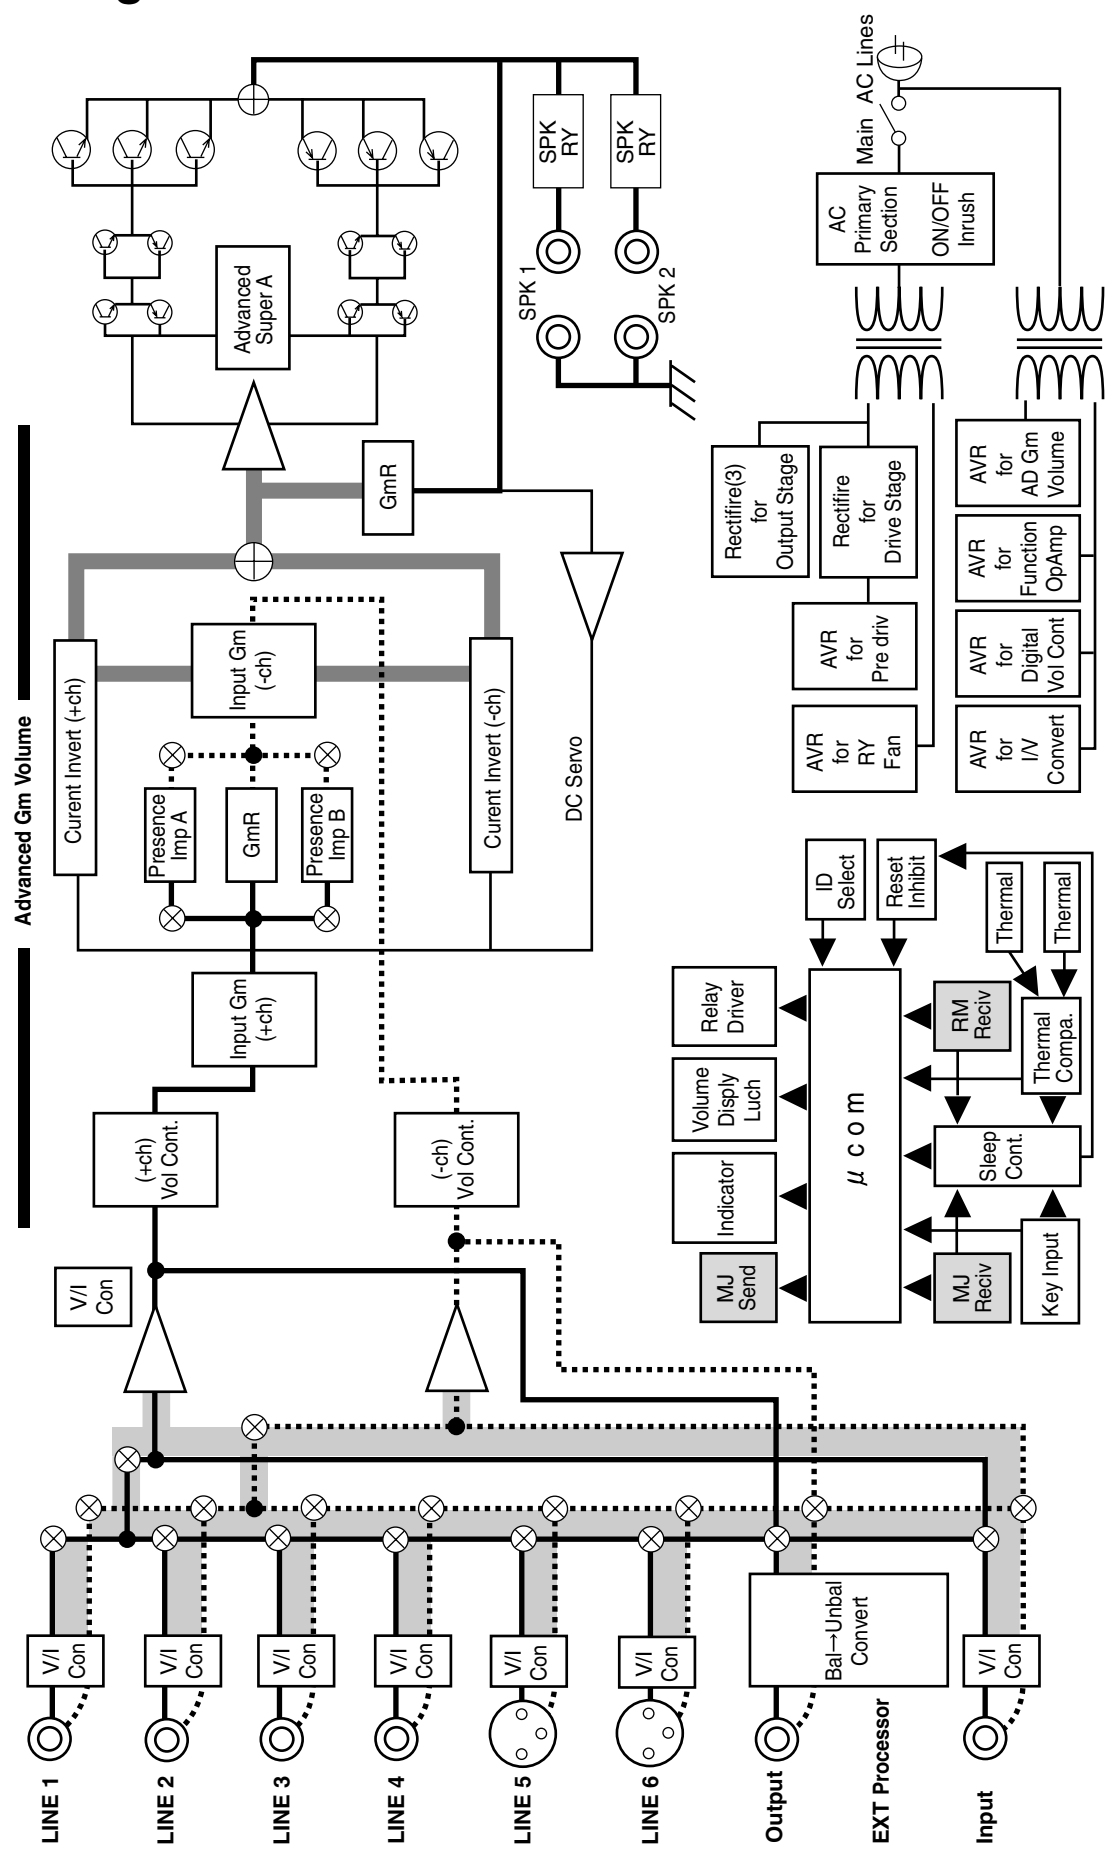 Advanced Gm Volume
LINE 1
LINE 2
LINE 3
LINE 4
LINE 5
LINE 6
Output
EXT Processor
Input
V/I
Con
V/I
Con
V/I
Con
V/I
Con
V/I
Con
V/I
Con
Bal→Unbal
Convert
V/I
Con
V/I
Con
(+ch)
Vol Cont.
(-ch)
Vol Cont.
Input Gm
(+ch)
Presence
Imp A
GmR
Presence
Imp B
Input Gm
(-ch)
Curent Invert (+ch)
Curent Invert (-ch)
DC Servo
GmR
Advanced
Super A
SPK
RY
SPK
RY
SPK 1
SPK 2
MJ
Send
Indicator
Volume
Disply
Luch
Relay
Driver
μ com
ID
Select
Reset
Inhibit
MJ
Reciv
Key Input
Sleep
Cont.
RM
Reciv
Thermal
Compa.
Thermal
Thermal
Rectifire(3)
for
Output Stage
Rectifire
for
Drive Stage
AVR
for
Pre driv
AVR
for
RY
Fan
AVR
for
AD Gm
Volume
AVR
for
Function
OpAmp
AVR
for
Digital
Vol Cont
AVR
for
I/V
Convert
AC
Primary
Section
ON/OFF
Inrush
Main AC Lines